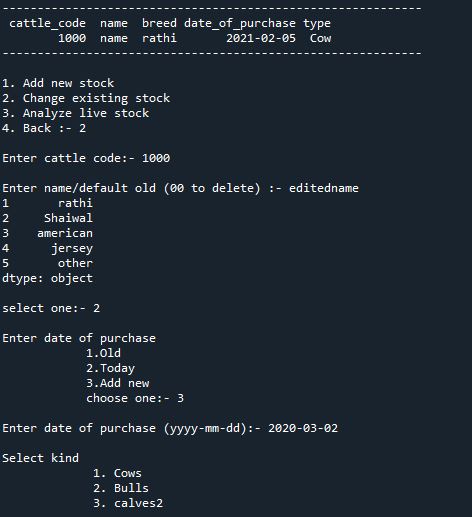 ------------------------------------------------------------
cattle_code  name  breed date_of_purchase type
1000  name  rathi       2021-02-05  Cow
------------------------------------------------------------
1. Add new stock
2. Change existing stock
3. Analyze live stock
4. Back :- 2
Enter cattle code:- 1000
Enter name/default old (00 to delete) :- editedname
1       rathi
2     Shaiwal
3    american
4      jersey
5       other
dtype: object
select one:- 2
Enter date of purchase
1.Old
2.Today
3.Add new
choose one:- 3
Enter date of purchase (yyyy-mm-dd):- 2020-03-02
Select kind
1. Cows
2. Bulls
3. calves2